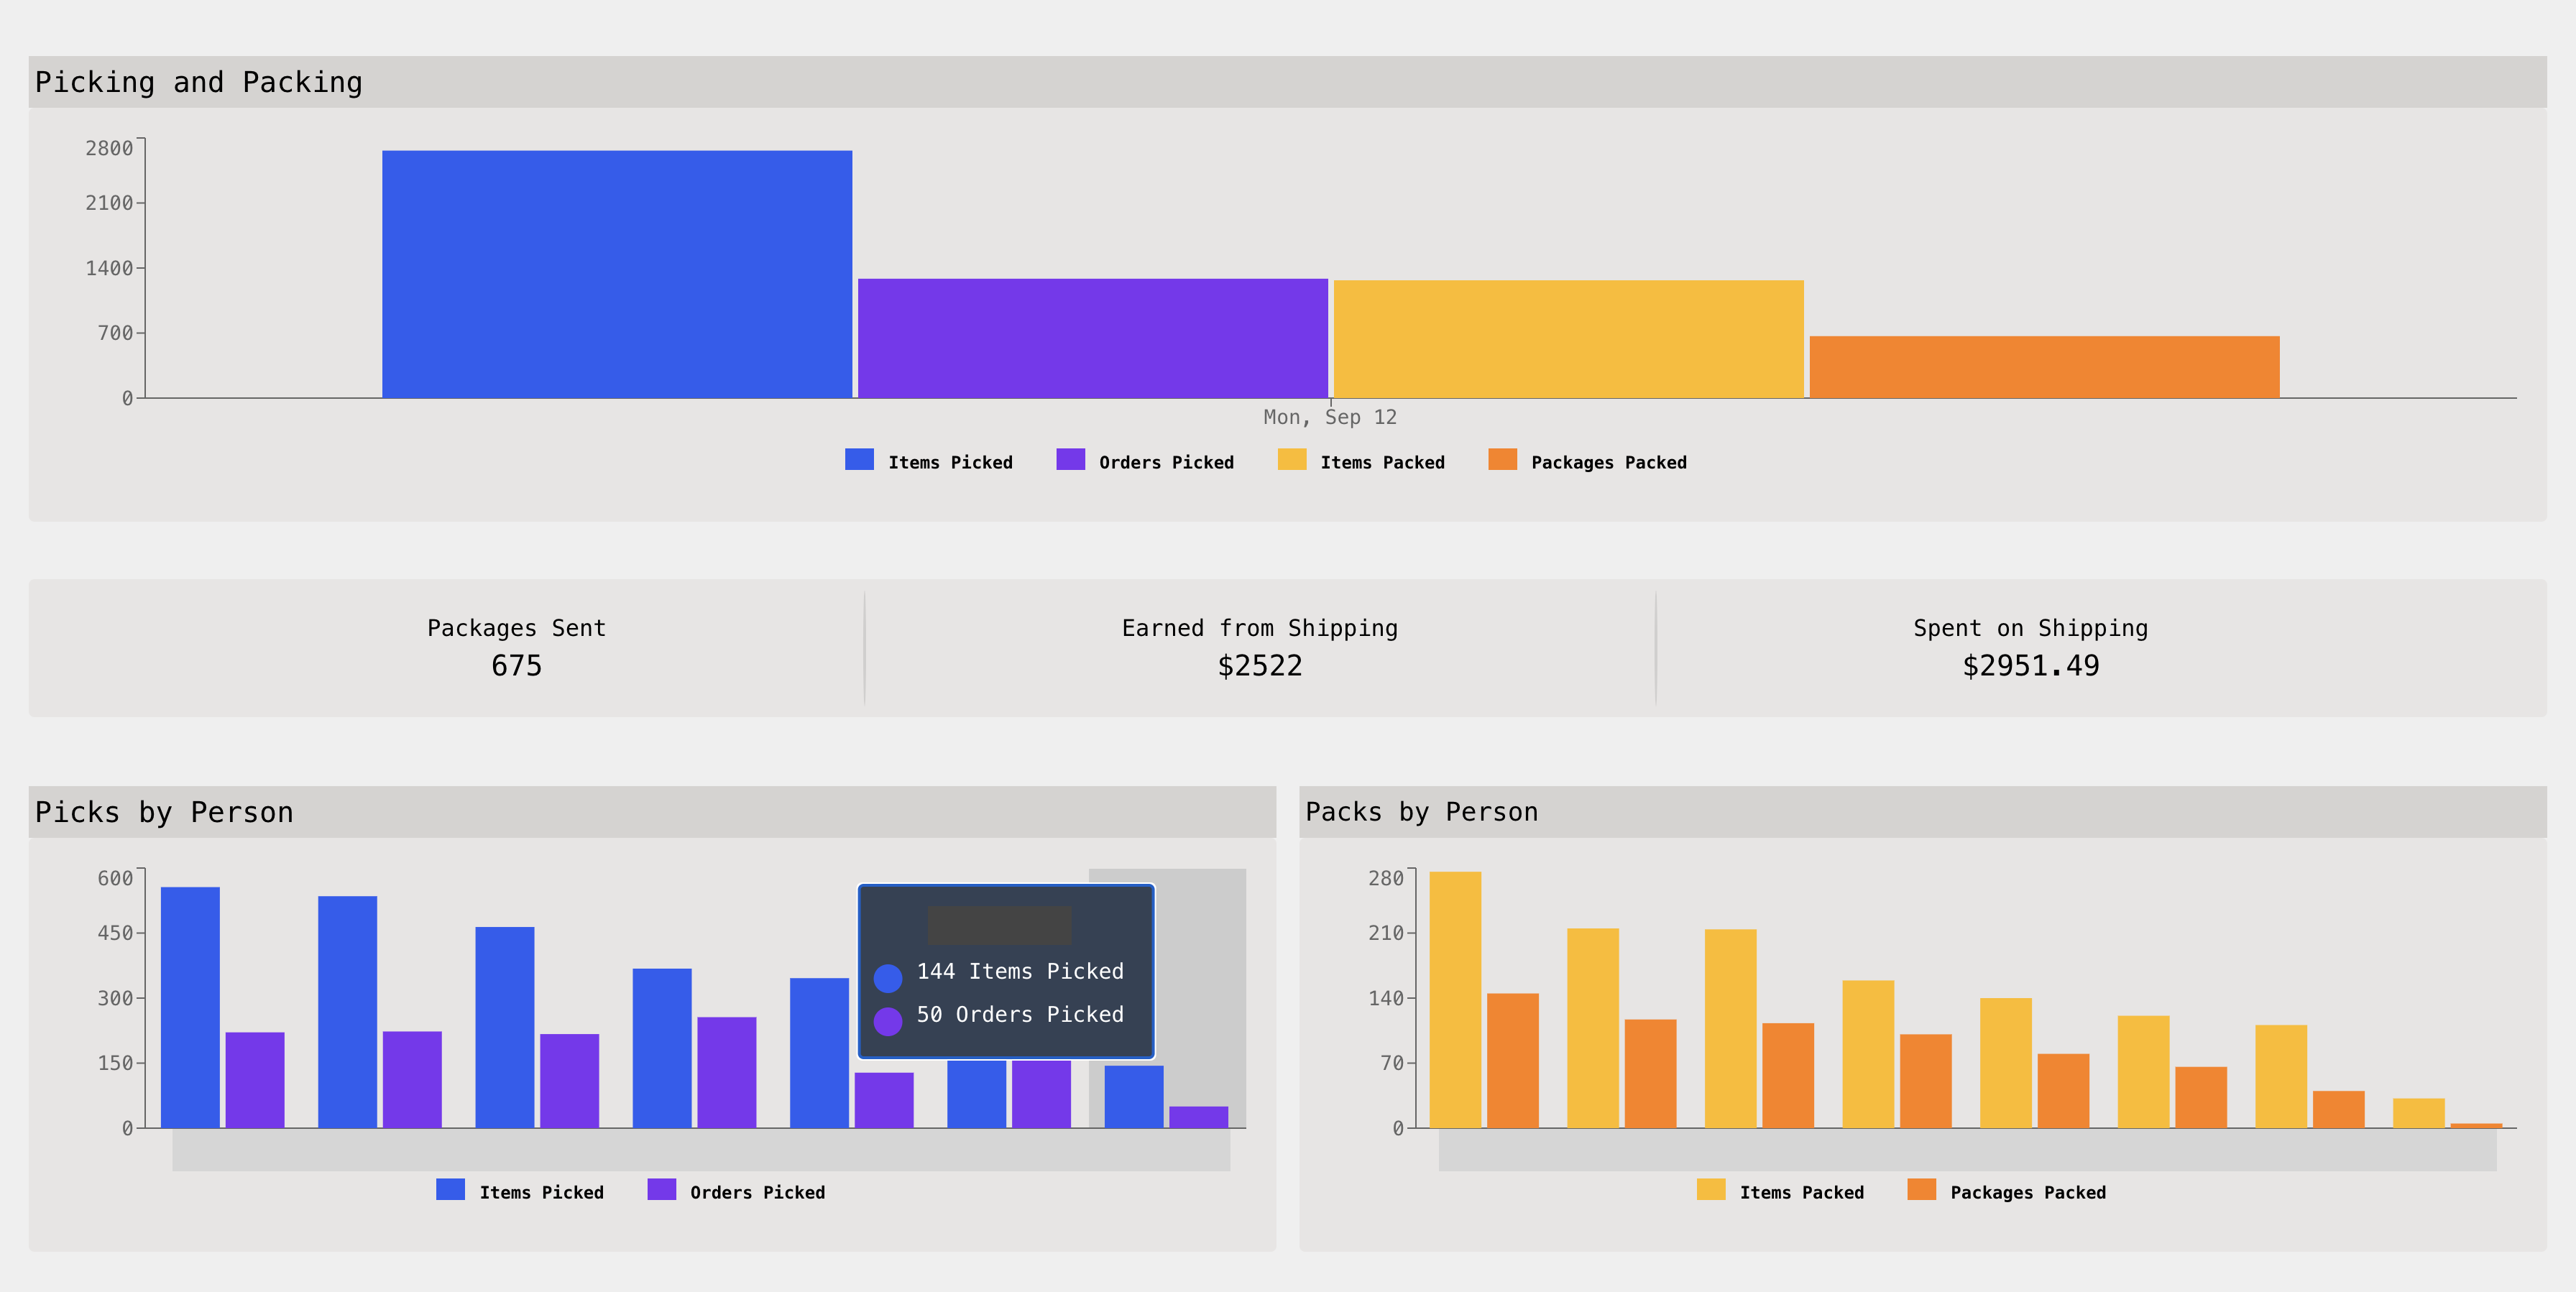 Picking and Packing
2800
2100
1400
700
0
Mon, Sep 12
Items Picked Orders Picked Items Packed Packages Packed
Packages Sent
675
Earned from Shipping
$2522
Spent on Shipping
$2951.49
Picks by Person
600
450
300
150
0
144 Items Picked
50 Orders Picked
Items Picked Orders Picked
Packs by Person
280
210
140
70
0
Items Packed Packages Packed